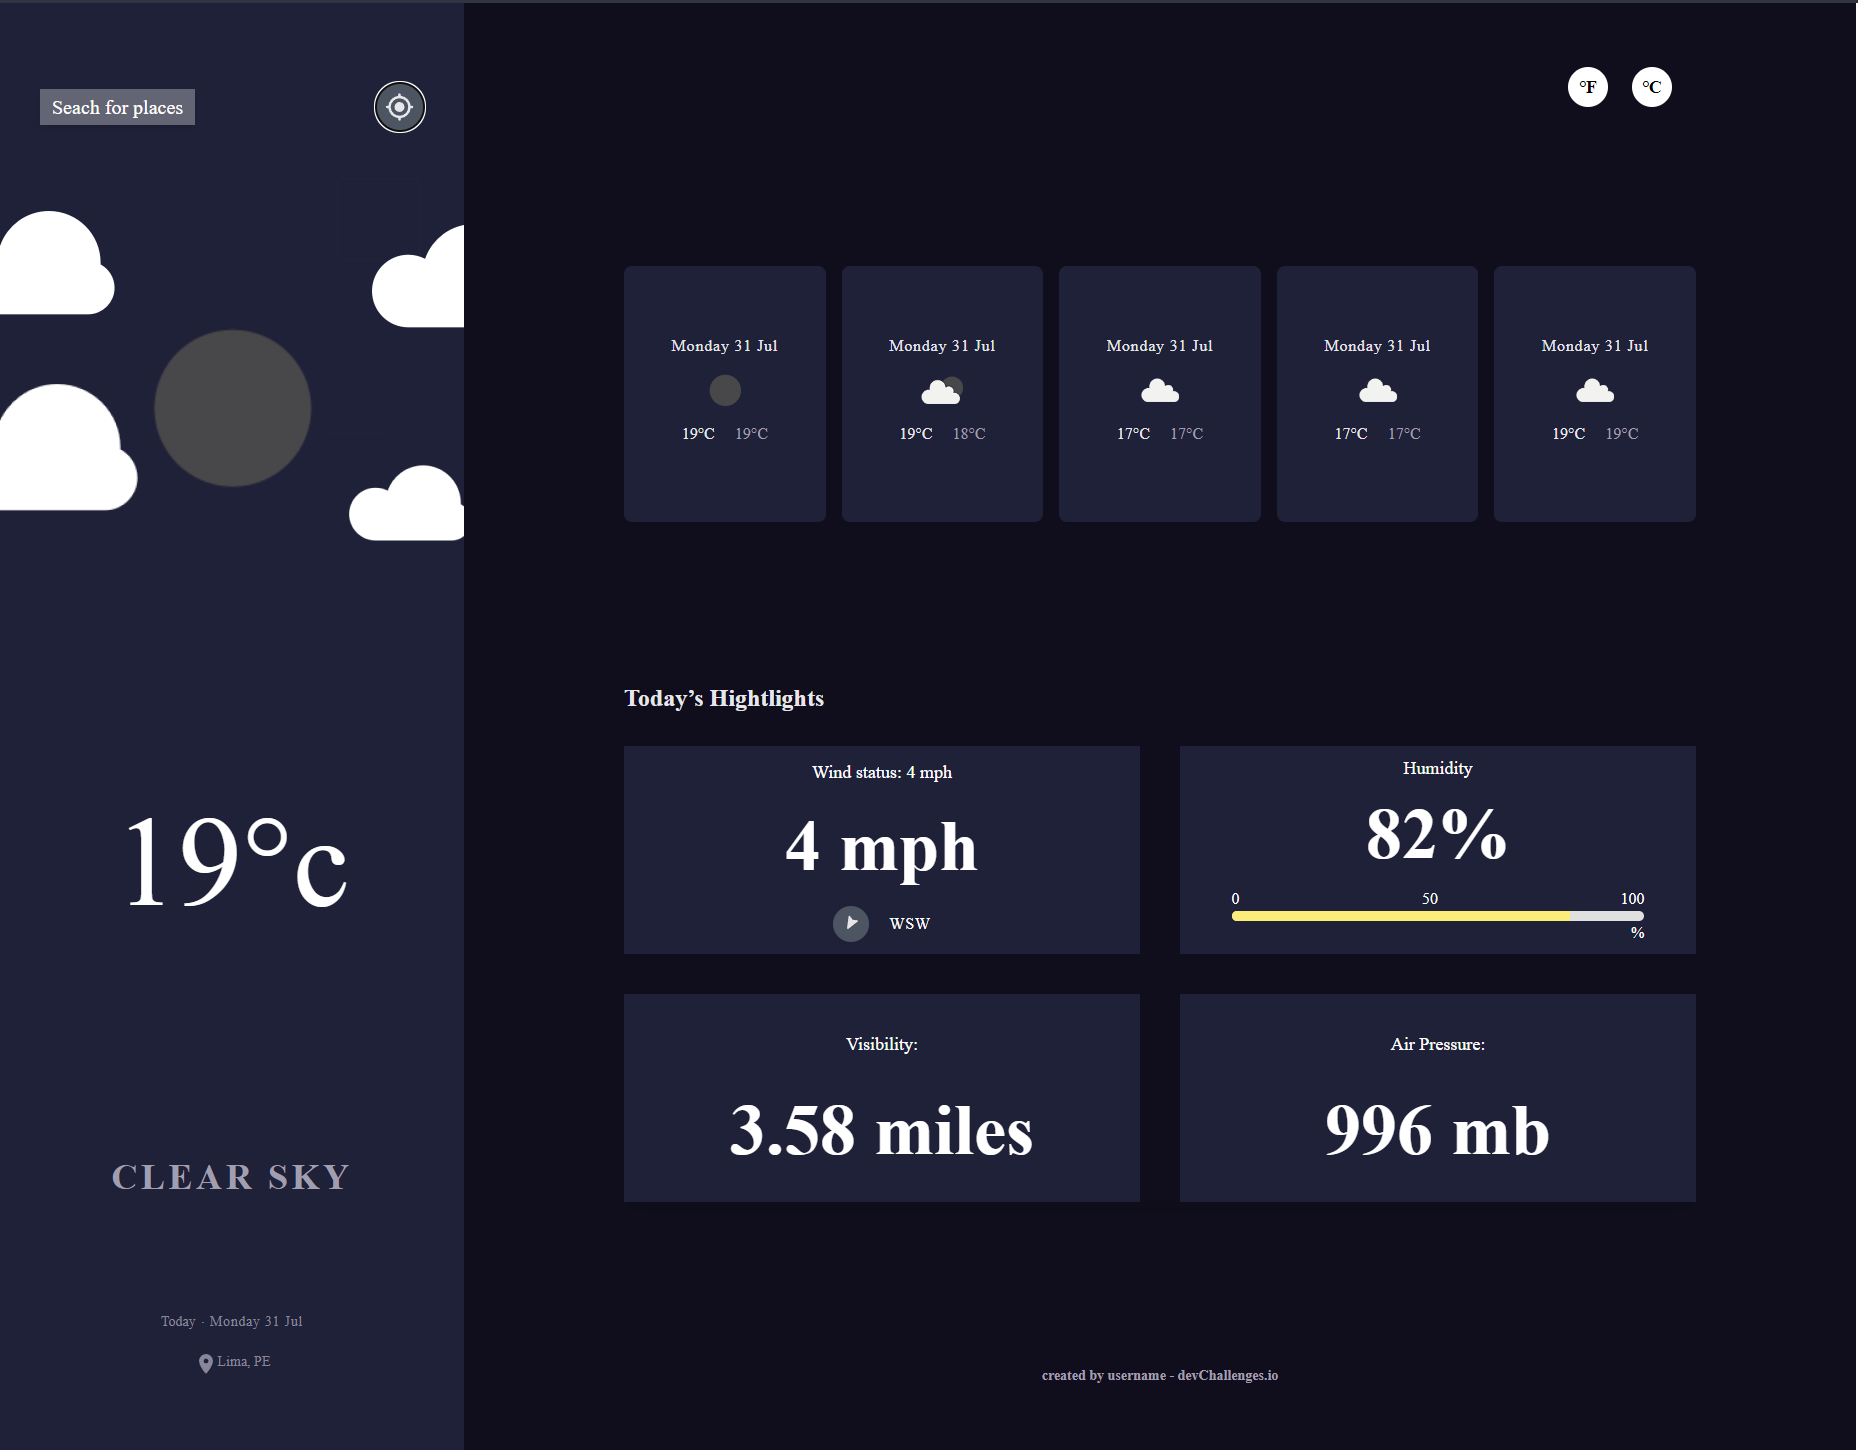 Seach for places
°F °C
Monday 31 Jul
19°C 19°C
Monday 31 Jul
19°C 18°C
Monday 31 Jul
17°C 17°C
Monday 31 Jul
17°C 17°C
Monday 31 Jul
19°C 19°C
19°c
CLEAR SKY
Today · Monday 31 Jul
Lima, PE
Today’s Hightlights
Wind status: 4 mph
4 mph
WSW
Humidity
82%
0 50 100
%
Visibility:
3.58 miles
Air Pressure:
996 mb
created by username - devChallenges.io